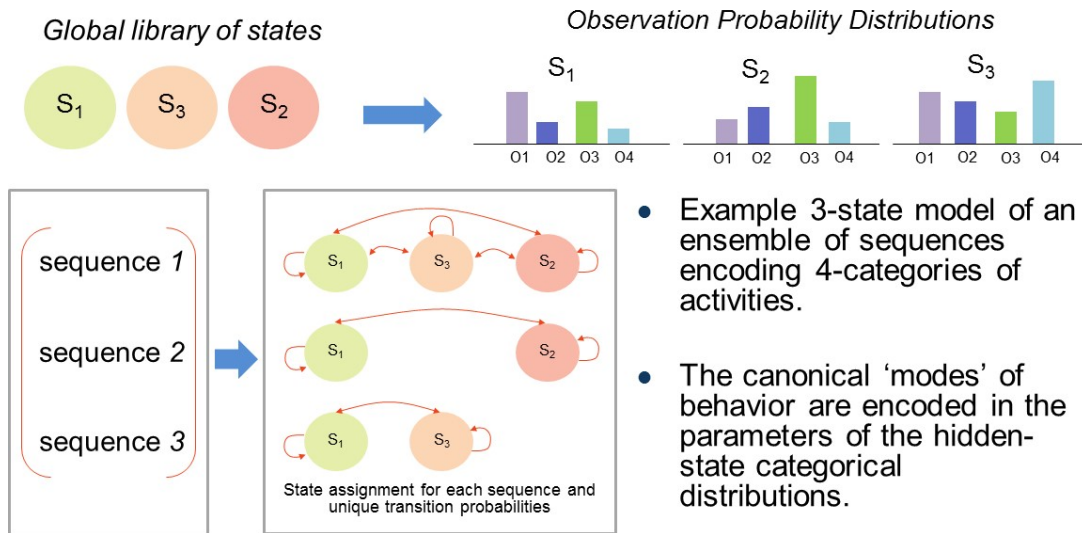 Global library of states
Observation Probability Distributions
S₁ S₃ S₂
S₁
O1 O2 O3 O4
S₂
O1 O2 O3 O4
S₃
O1 O2 O3 O4
sequence 1
sequence 2
sequence 3
S₁ S₃ S₂
S₁ S₂
S₁ S₃
State assignment for each sequence and
unique transition probabilities
• Example 3-state model of an
ensemble of sequences
encoding 4-categories of
activities.
• The canonical ‘modes’ of
behavior are encoded in the
parameters of the hidden-
state categorical
distributions.